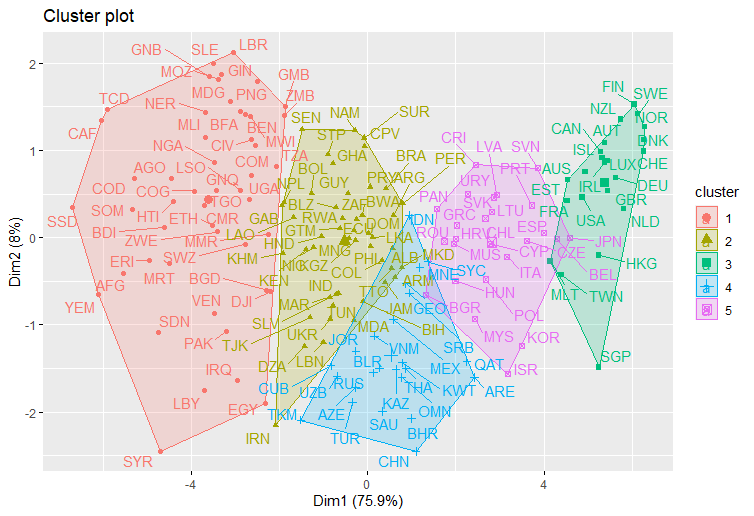 Cluster plot
LBR
SLE
GNB
MOZ
GIN
GMB
MDG
PNG
ZMB
TCD
NER
SEN
NAM
SUR
FIN
SWE
NZL
NOR
CAF
MLI
BFA
BEN
STP
CPV
CRI
LVA
SVN
CAN
AUT
DNK
NGA
CIV
MWI
TZA
GHA
BRA
PER
ISL
LUX
CHE
AGO
LSO
COM
BOL
PRY
ARG
URY
PRT
AUS
IRL
DEU
COD
COG
GNQ
UGA
NPL
GUY
PAN
SVK
EST
GBR
SOM
TGO
BLZ
ZAF
BWA
IDN
GRC
LTU
FRA
USA
NLD
SSD
HTI
ETH
CMR
GAB
RWA
ECU
DOM
ROU
HRV
CHL
ESP
JPN
BDI
ZWE
MMR
LAO
HND
GTM
LKA
MUS
CYP
CZE
ERI
SWZ
KHM
MNG
PHL
ALB
MKD
SYC
ITA
BEL
HKG
AFG
MRT
BGD
KEN
NIC
KGZ
COL
ARM
MNE
HUN
MLT
TWN
YEM
VEN
DJI
IND
TTO
GEO
MAR
TUN
JAM
BGR
POL
SDN
SLV
MDA
BIH
MYS
KOR
PAK
TJK
UKR
JOR
VNM
SRB
IRQ
DZA
LBN
BLR
MEX
QAT
ISR
SGP
LBY
EGY
CUB
UZB
RUS
THA
KWT
ARE
TKM
AZE
KAZ
OMN
SYR
IRN
TUR
SAU
BHR
CHN
2
1
0
-1
-2
-4
-2
0
2
4
6
Dim1 (75.9%)
Dim2 (8%)
cluster
1
2
3
4
5